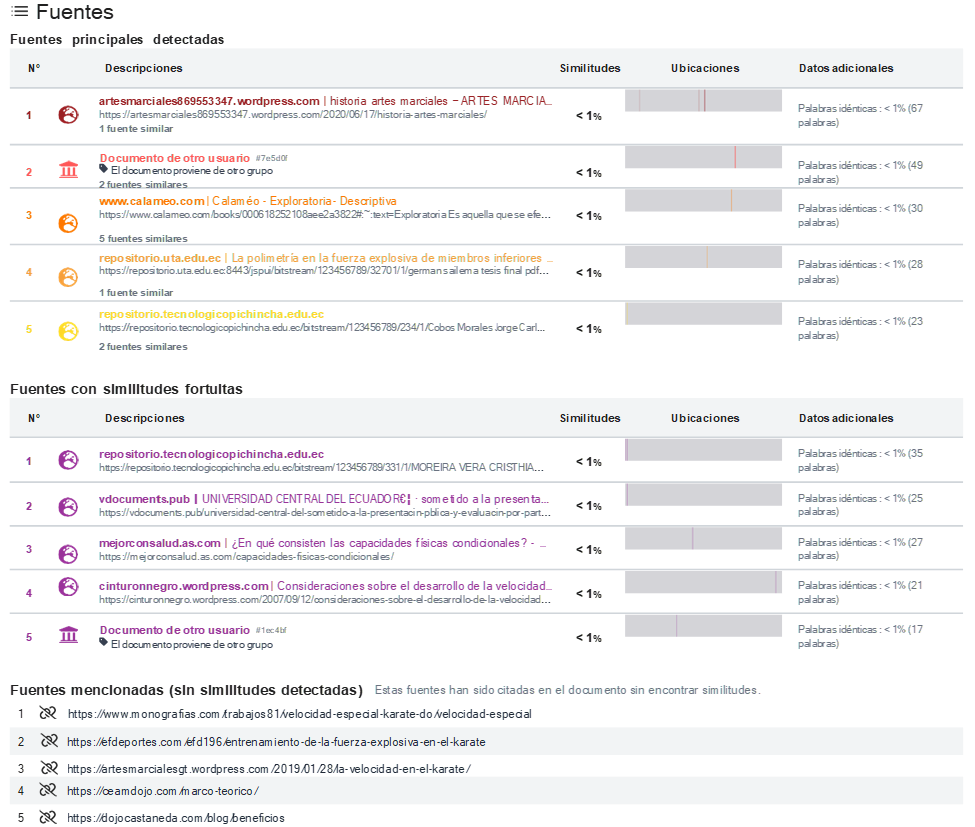 Fuentes
Fuentes principales detectadas
N° Descripciones Similitudes Ubicaciones Datos adicionales
1 artesmarciales869553347.wordpress.com | historia artes marciales – ARTES MARCIA...
https://artesmarciales869553347.wordpress.com/2020/06/17/historia-artes-marciales/
1 fuente similar
< 1%
Palabras idénticas : < 1% (67
palabras)
2 Documento de otro usuario #7e5d0f
El documento proviene de otro grupo
2 fuentes similares
< 1%
Palabras idénticas : < 1% (49
palabras)
3 www.calameo.com | Calaméo - Exploratoria- Descriptiva
https://www.calameo.com/books/000618252108aee2a3822#:~:text=Exploratoria Es aquella que se efe...
5 fuentes similares
< 1%
Palabras idénticas : < 1% (30
palabras)
4 repositorio.uta.edu.ec | La polimetría en la fuerza explosiva de miembros inferiores ...
https://repositorio.uta.edu.ec:8443/jspui/bitstream/123456789/32701/1/german sailema tesis final pdf...
1 fuente similar
< 1%
Palabras idénticas : < 1% (28
palabras)
5 repositorio.tecnologicopichincha.edu.ec
https://repositorio.tecnologicopichincha.edu.ec/bitstream/123456789/234/1/Cobos Morales Jorge Carl...
2 fuentes similares
< 1%
Palabras idénticas : < 1% (23
palabras)
Fuentes con similitudes fortuitas
N° Descripciones Similitudes Ubicaciones Datos adicionales
1 repositorio.tecnologicopichincha.edu.ec
https://repositorio.tecnologicopichincha.edu.ec/bitstream/123456789/331/1/MOREIRA VERA CRISTHIA...
< 1%
Palabras idénticas : < 1% (35
palabras)
2 vdocuments.pub | UNIVERSIDAD CENTRAL DEL ECUADOR€¦ · sometido a la presenta...
https://vdocuments.pub/universidad-central-del-sometido-a-la-presentacin-pblica-y-evaluacin-por-part...
< 1%
Palabras idénticas : < 1% (25
palabras)
3 mejorconsalud.as.com | ¿En qué consisten las capacidades físicas condicionales? - ...
https://mejorconsalud.as.com/capacidades-fisicas-condicionales/
< 1%
Palabras idénticas : < 1% (27
palabras)
4 cinturonnegro.wordpress.com | Consideraciones sobre el desarrollo de la velocidad...
https://cinturonnegro.wordpress.com/2007/09/12/consideraciones-sobre-el-desarrollo-de-la-velocidad...
< 1%
Palabras idénticas : < 1% (21
palabras)
5 Documento de otro usuario #1ec4bf
El documento proviene de otro grupo
< 1%
Palabras idénticas : < 1% (17
palabras)
Fuentes mencionadas (sin similitudes detectadas) Estas fuentes han sido citadas en el documento sin encontrar similitudes.
1 https://www.monografias.com/trabajos81/velocidad-especial-karate-do/velocidad-especial
2 https://efdeportes.com/efd196/entrenamiento-de-la-fuerza-explosiva-en-el-karate
3 https://artesmarcialesgt.wordpress.com/2019/01/28/la-velocidad-en-el-karate/
4 https://ceamdojo.com/marco-teorico/
5 https://dojocastaneda.com/blog/beneficios